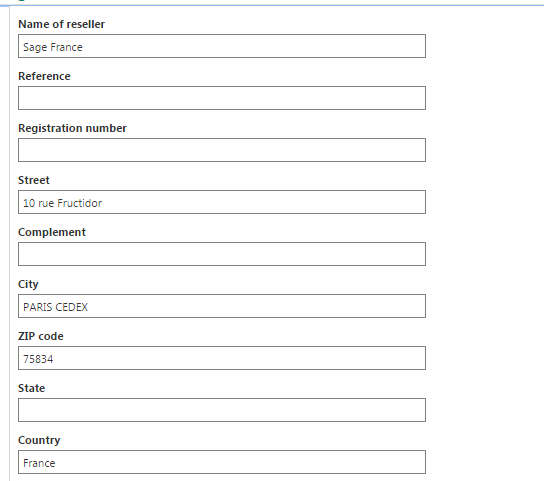 Name of reseller
Sage France
Reference
Registration number
Street
10 rue Fructidor
Complement
City
PARIS CEDEX
ZIP code
75834
State
Country
France